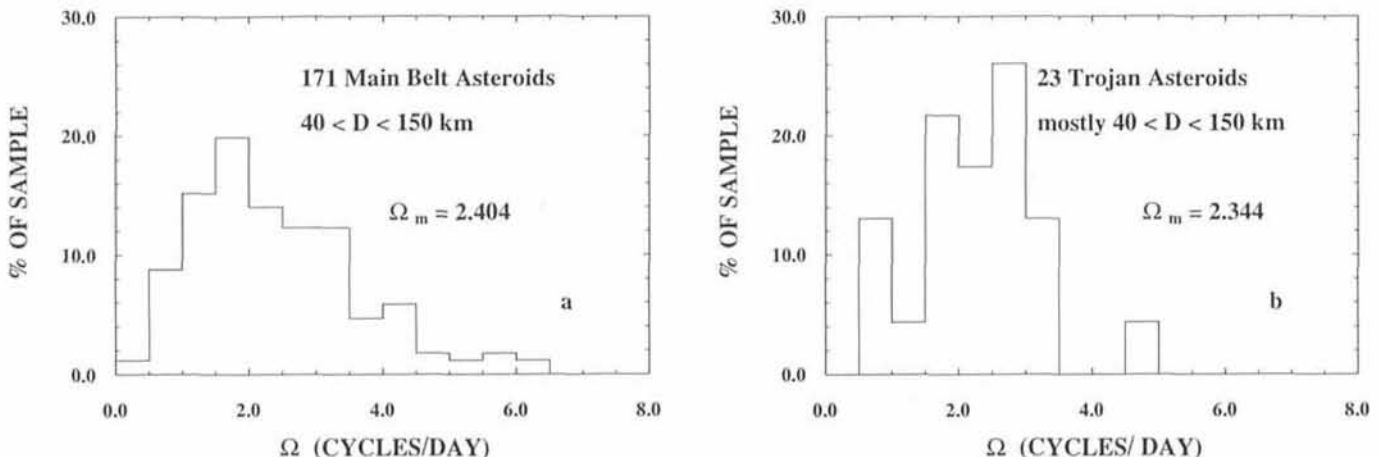 30.0
20.0
10.0
0.0
% OF SAMPLE
171 Main Belt Asteroids
40 < D < 150 km
Ω m = 2.404
a
0.0 2.0 4.0 6.0 8.0
Ω (CYCLES/DAY)
30.0
20.0
10.0
0.0
% OF SAMPLE
23 Trojan Asteroids
mostly 40 < D < 150 km
Ω m = 2.344
b
0.0 2.0 4.0 6.0 8.0
Ω (CYCLES/ DAY)